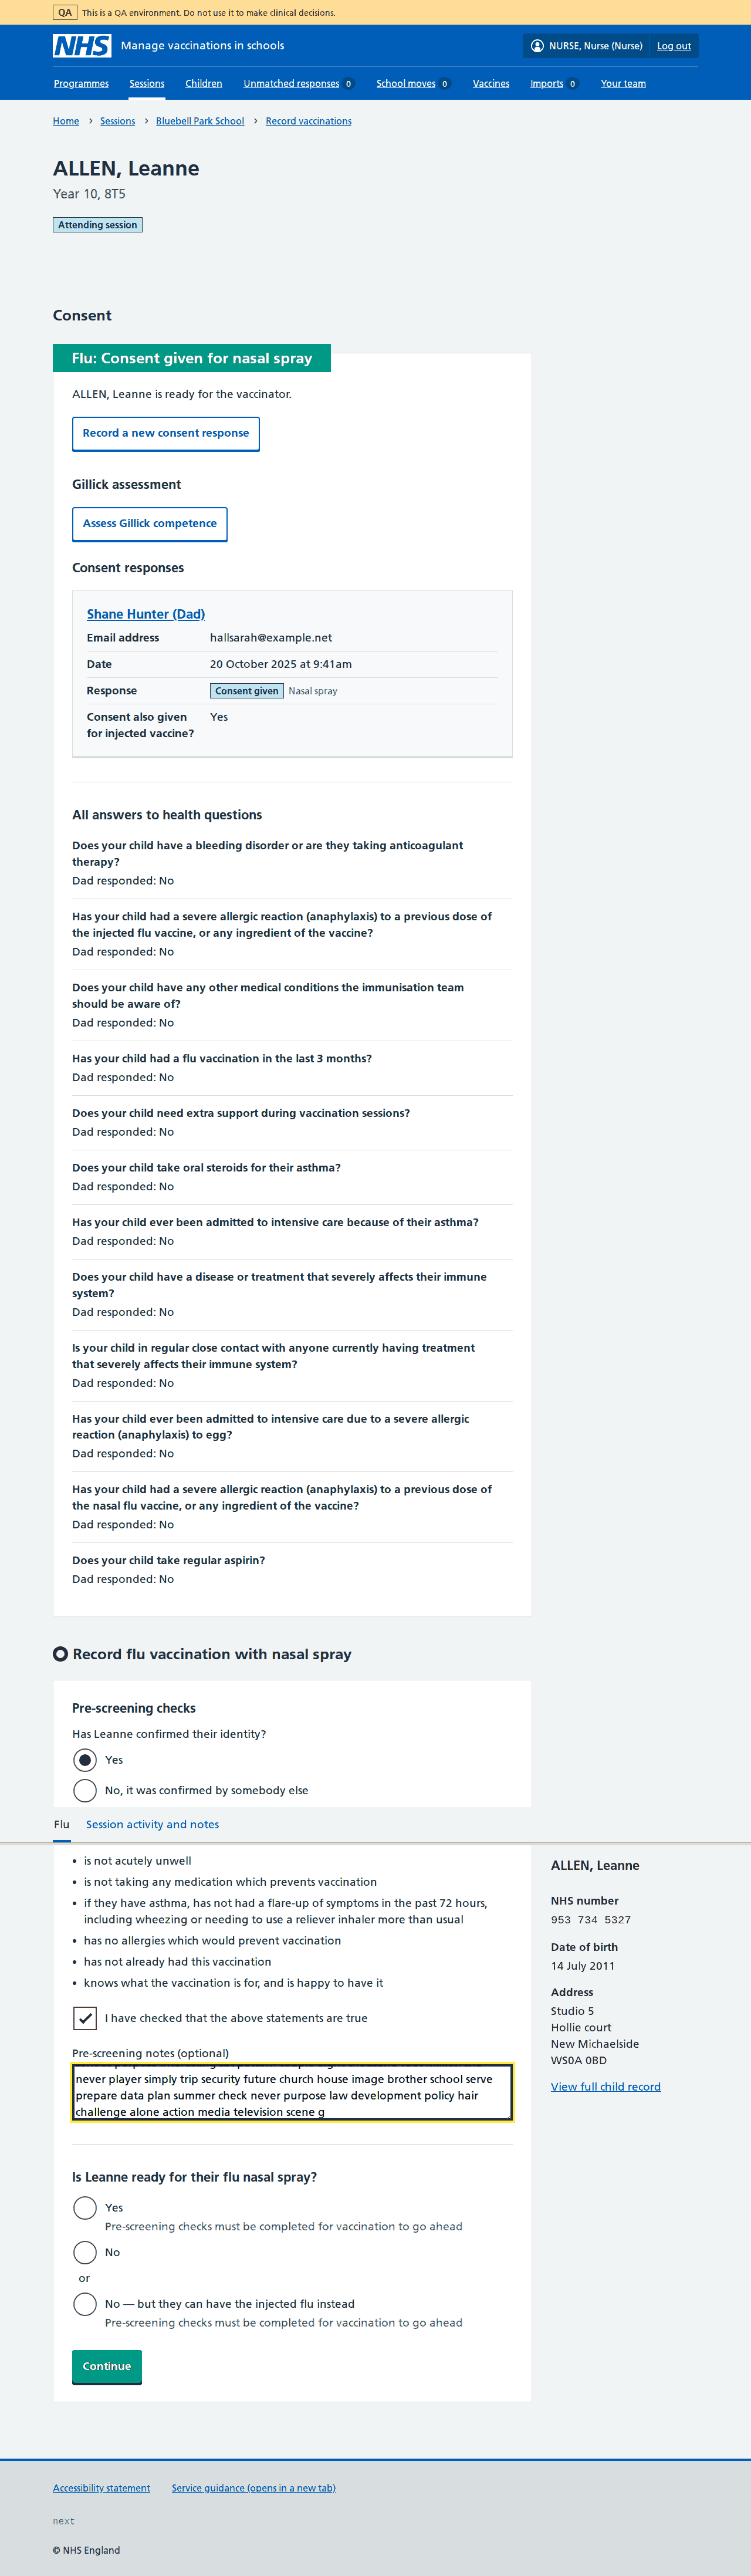 QA This is a QA environment. Do not use it to make clinical decisions.
NHS Manage vaccinations in schools NURSE, Nurse (Nurse) Log out
Programmes Sessions Children Unmatched responses 0 School moves 0 Vaccines Imports 0 Your team
Home > Sessions > Bluebell Park School > Record vaccinations
ALLEN, Leanne
Year 10, 8T5
Attending session
Consent
Flu: Consent given for nasal spray
ALLEN, Leanne is ready for the vaccinator.
Record a new consent response
Gillick assessment
Assess Gillick competence
Consent responses
Shane Hunter (Dad)
Email address hallsarah@example.net
Date 20 October 2025 at 9:41am
Response Consent given Nasal spray
Consent also given Yes
for injected vaccine?
All answers to health questions
Does your child have a bleeding disorder or are they taking anticoagulant
therapy?
Dad responded: No
Has your child had a severe allergic reaction (anaphylaxis) to a previous dose of
the injected flu vaccine, or any ingredient of the vaccine?
Dad responded: No
Does your child have any other medical conditions the immunisation team
should be aware of?
Dad responded: No
Has your child had a flu vaccination in the last 3 months?
Dad responded: No
Does your child need extra support during vaccination sessions?
Dad responded: No
Does your child take oral steroids for their asthma?
Dad responded: No
Has your child ever been admitted to intensive care because of their asthma?
Dad responded: No
Does your child have a disease or treatment that severely affects their immune
system?
Dad responded: No
Is your child in regular close contact with anyone currently having treatment
that severely affects their immune system?
Dad responded: No
Has your child ever been admitted to intensive care due to a severe allergic
reaction (anaphylaxis) to egg?
Dad responded: No
Has your child had a severe allergic reaction (anaphylaxis) to a previous dose of
the nasal flu vaccine, or any ingredient of the vaccine?
Dad responded: No
Does your child take regular aspirin?
Dad responded: No
Record flu vaccination with nasal spray
Pre-screening checks
Has Leanne confirmed their identity?
Yes
No, it was confirmed by somebody else
Flu Session activity and notes
• is not acutely unwell
• is not taking any medication which prevents vaccination
• if they have asthma, has not had a flare-up of symptoms in the past 72 hours,
including wheezing or needing to use a reliever inhaler more than usual
• has no allergies which would prevent vaccination
• has not already had this vaccination
• knows what the vaccination is for, and is happy to have it
I have checked that the above statements are true
Pre-screening notes (optional)
never player simply trip security future church house image brother school serve
prepare data plan summer check never purpose law development policy hair
challenge alone action media television scene g
Is Leanne ready for their flu nasal spray?
Yes
Pre-screening checks must be completed for vaccination to go ahead
No
or
No — but they can have the injected flu instead
Pre-screening checks must be completed for vaccination to go ahead
Continue
ALLEN, Leanne
NHS number
953 734 5327
Date of birth
14 July 2011
Address
Studio 5
Hollie court
New Michaelside
WS0A 0BD
View full child record
Accessibility statement Service guidance (opens in a new tab)
next
© NHS England